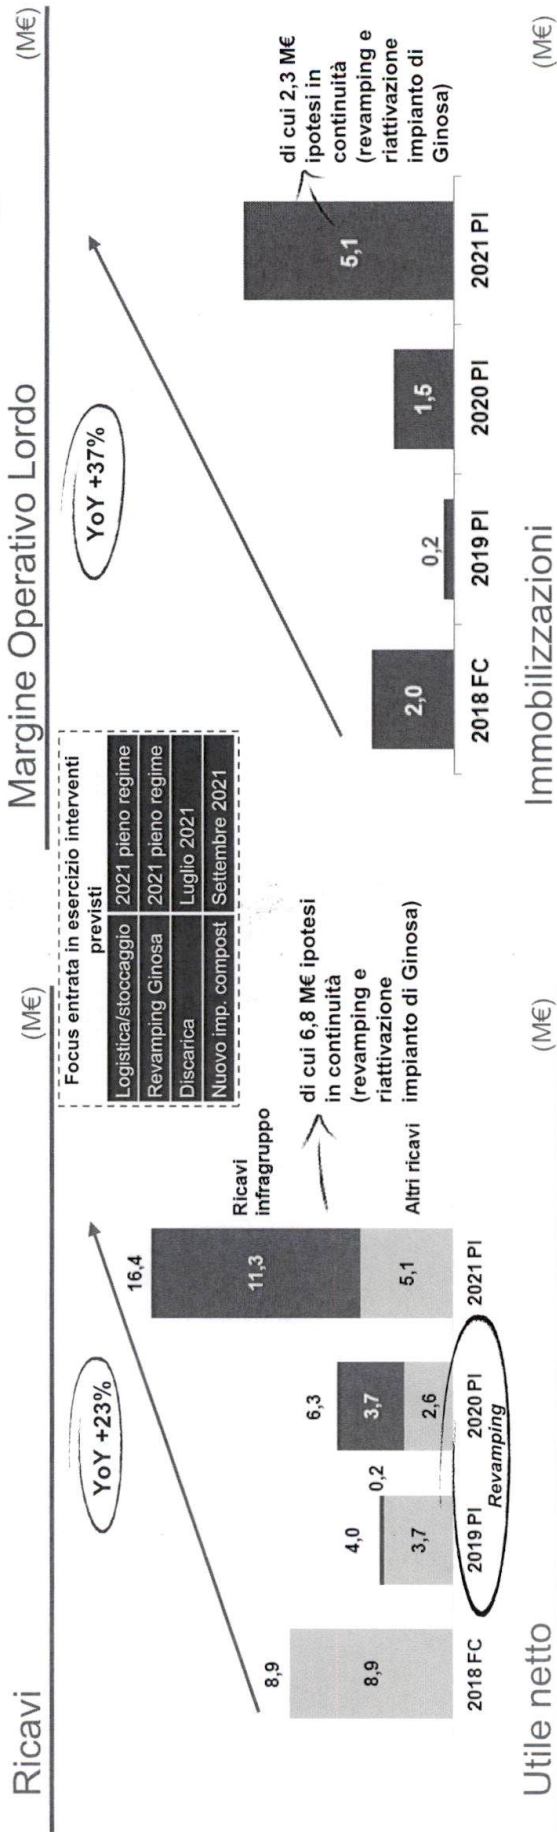 Ricavi
(M€)
YoY +23%
8,9
8,9
4,0
0,2
3,7
6,3
3,7
2,6
16,4
11,3
5,1
Ricavi
infragruppo
di cui 6,8 M€ ipotesi
in continuità
(revamping e
riattivazione
impianto di Ginosa)
Altri ricavi
2018 FC
2019 PI
2020 PI
2021 PI
Revamping
Focus entrata in esercizio interventi
previsti
Logistica/stoccaggio 2021 pieno regime
Revamping Ginosa 2021 pieno regime
Discarica Luglio 2021
Nuovo imp. compost Settembre 2021
Margine Operativo Lordo
(M€)
YoY +37%
2,0
0,2
1,5
5,1
di cui 2,3 M€
ipotesi in
continuità
(revamping e
riattivazione
impianto di
Ginosa)
2018 FC
2019 PI
2020 PI
2021 PI
Utile netto
(M€)
Immobilizzazioni
(M€)